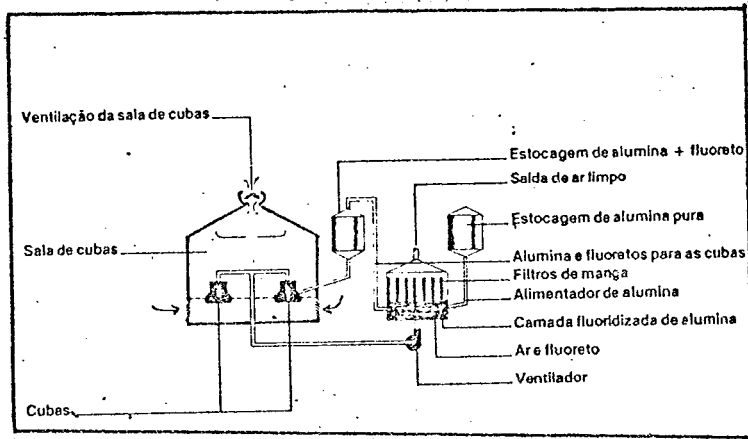 Ventilação da sala de cubas
Estocagem de alumina + fluoreto
Saída de ar limpo
Estocagem de alumina pura
Sala de cubas
Alumina e fluoretos para as cubas
Filtros de manga
Alimentador de alumina
Camada fluoridizada de alumina
Ar e fluoreto
Ventilador
Cubas